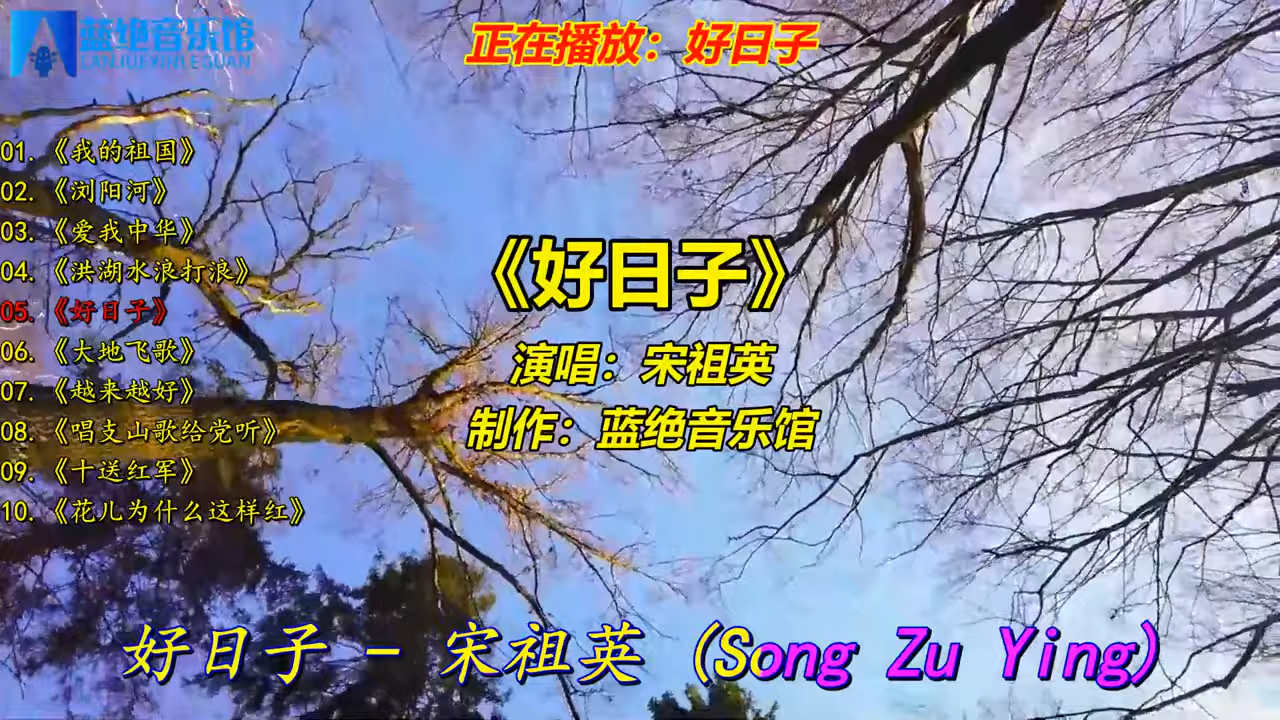 蓝绝音乐馆
LANJUEYINLEGUAN
正在播放：好日子
01.《我的祖国》
02.《浏阳河》
03.《爱我中华》
04.《洪湖水浪打浪》
05.《好日子》
06.《大地飞歌》
07.《越来越好》
08.《唱支山歌给党听》
09.《十送红军》
10.《花儿为什么这样红》
《好日子》
演唱：宋祖英
制作：蓝绝音乐馆
好日子 - 宋祖英 (Song Zu Ying)